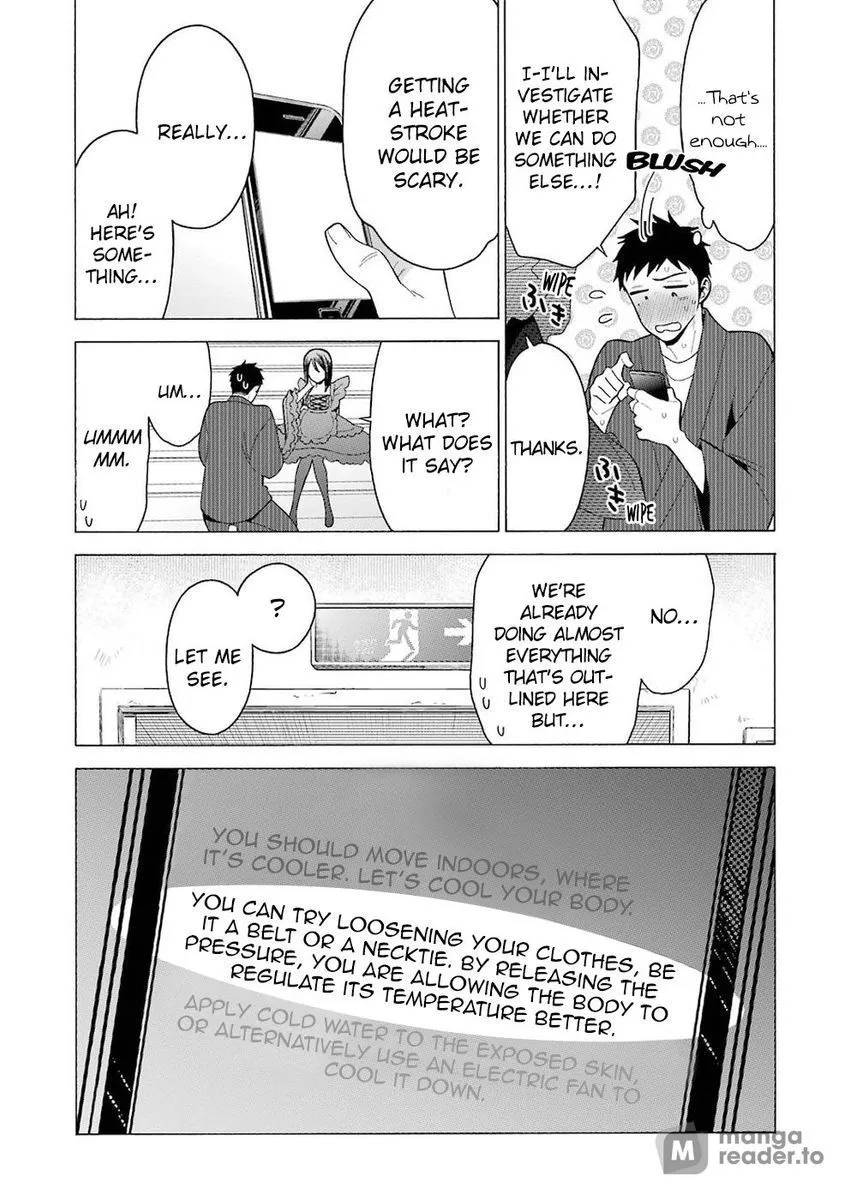 ...That's
not
enough....
BLUSH
I-I'LL IN-
VESTIGATE
WHETHER
WE CAN DO
SOMETHING
ELSE...!
WIPE
ふき
THANKS.
ふき
WIPE
GETTING
A HEAT-
STROKE
WOULD BE
SCARY.
REALLY...
AH!
HERE'S
SOME-
THING...
WHAT?
WHAT DOES
IT SAY?
UM...
UMMM
MM.
NO...
WE'RE
ALREADY
DOING ALMOST
EVERYTHING
THAT'S OUT-
LINED HERE
BUT...
?
LET ME
SEE.
YOU SHOULD MOVE INDOORS, WHERE
IT'S COOLER. LET'S COOL YOUR BODY.
YOU CAN TRY LOOSENING YOUR CLOTHES, BE
IT A BELT OR A NECKTIE. BY RELEASING THE
PRESSURE, YOU ARE ALLOWING THE BODY TO
REGULATE ITS TEMPERATURE BETTER.
APPLY COLD WATER TO THE EXPOSED SKIN,
OR ALTERNATIVELY USE AN ELECTRIC FAN TO
COOL IT DOWN.
M manga
reader.to